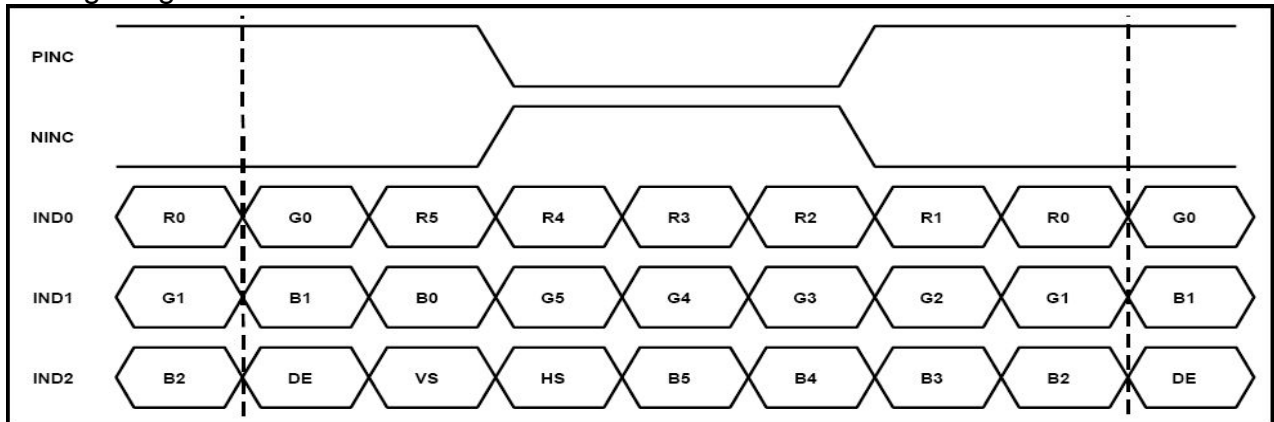 PINC
NINC
IND0 R0 G0 R5 R4 R3 R2 R1 R0 G0
IND1 G1 B1 B0 G5 G4 G3 G2 G1 B1
IND2 B2 DE VS HS B5 B4 B3 B2 DE